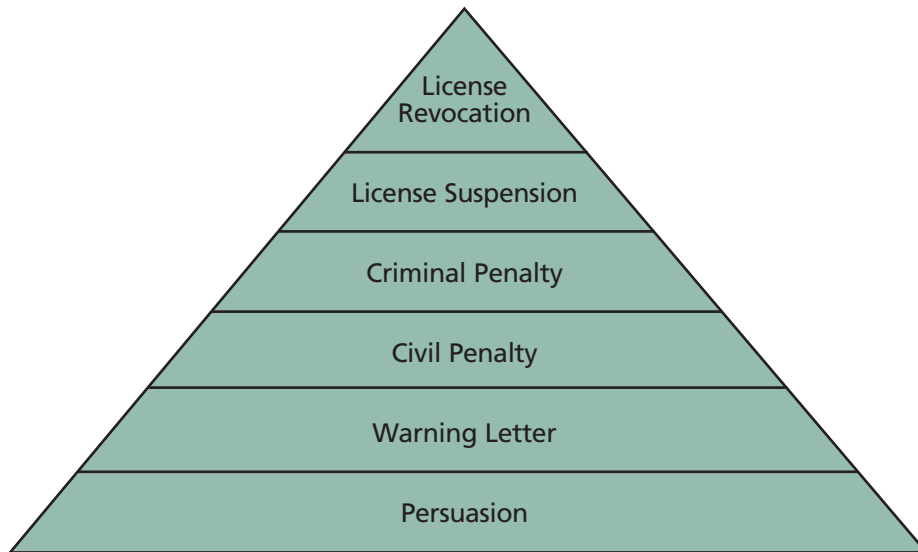 License
Revocation
License Suspension
Criminal Penalty
Civil Penalty
Warning Letter
Persuasion